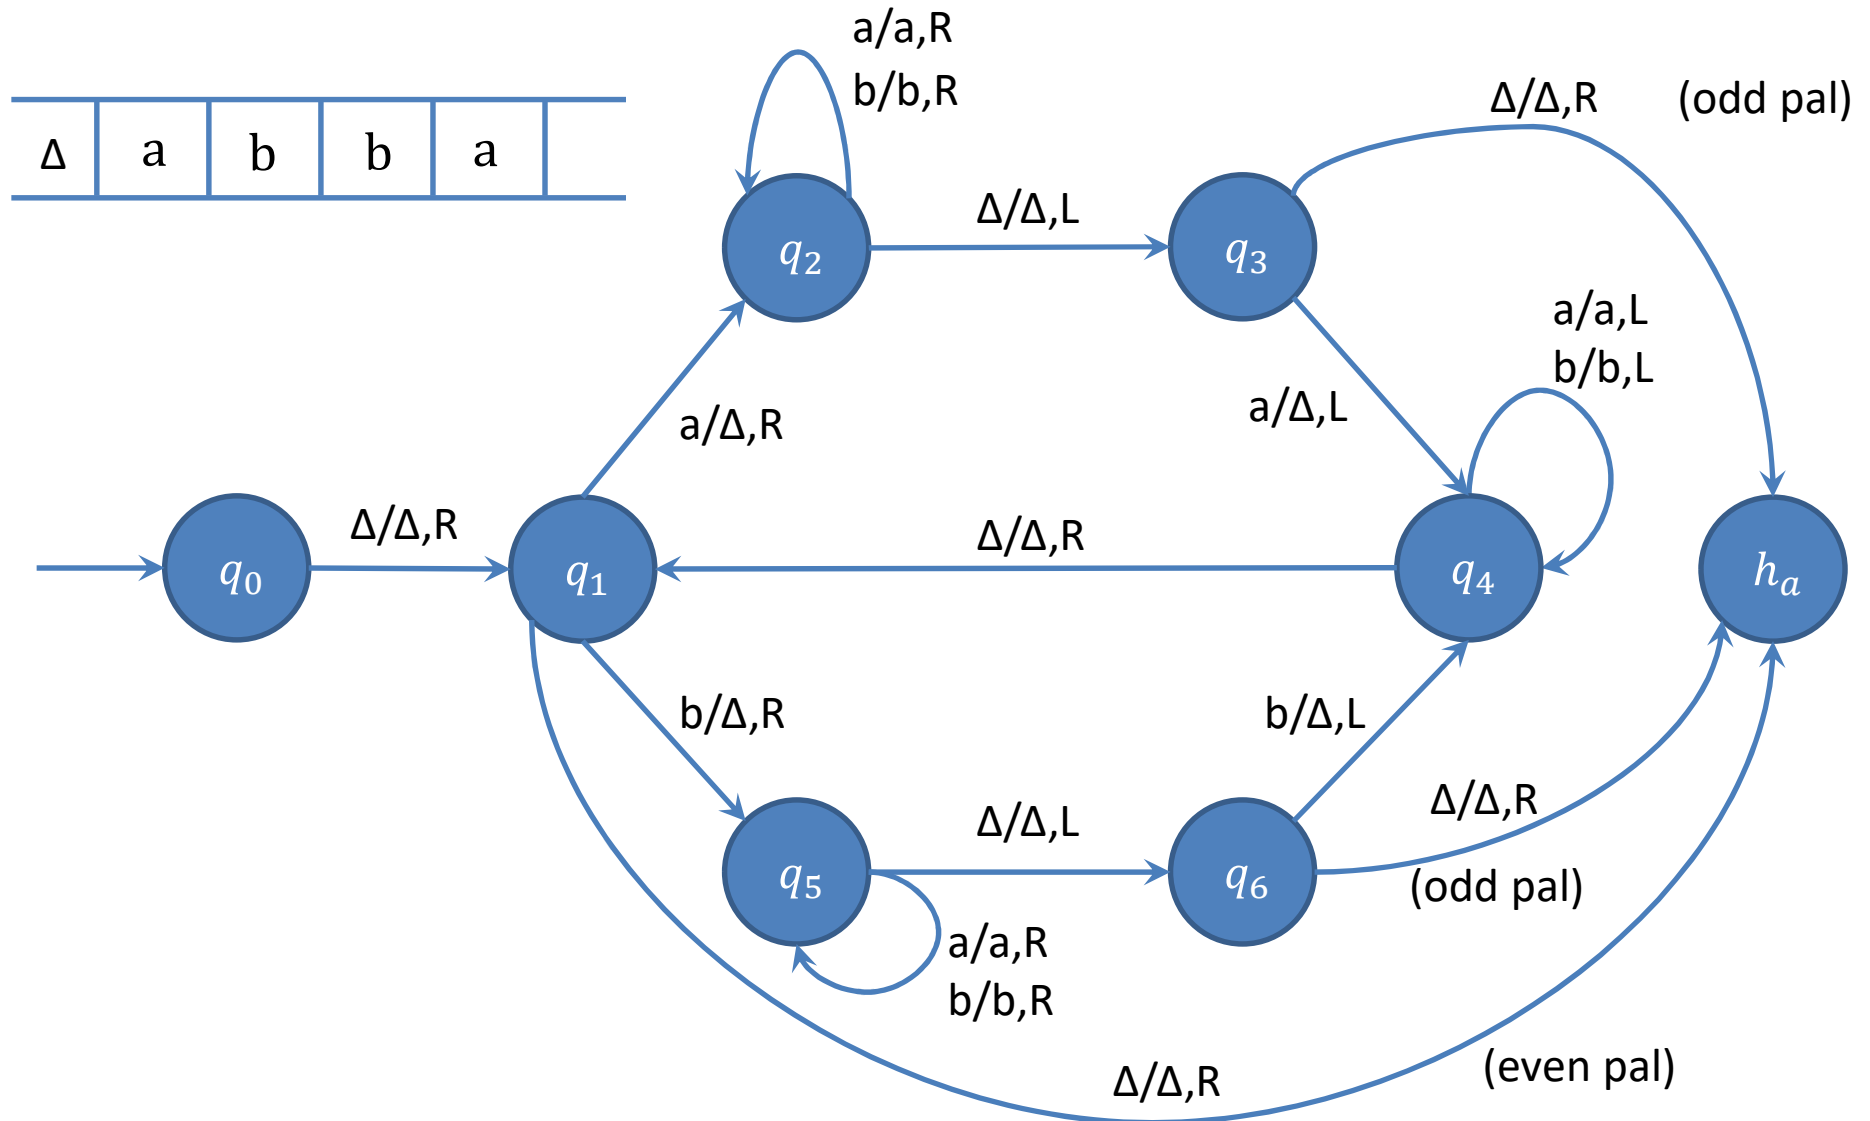 a/a,R
b/b,R
Δ/Δ,R (odd pal)
Δ a b b a
Δ/Δ,L
q₂ q₃
a/a,L
b/b,L
a/Δ,R
a/Δ,L
Δ/Δ,R
Δ/Δ,R
q₀ q₁ q₄ hₐ
b/Δ,R
b/Δ,L
Δ/Δ,L
Δ/Δ,R
q₅ q₆
(odd pal)
a/a,R
b/b,R
Δ/Δ,R
(even pal)